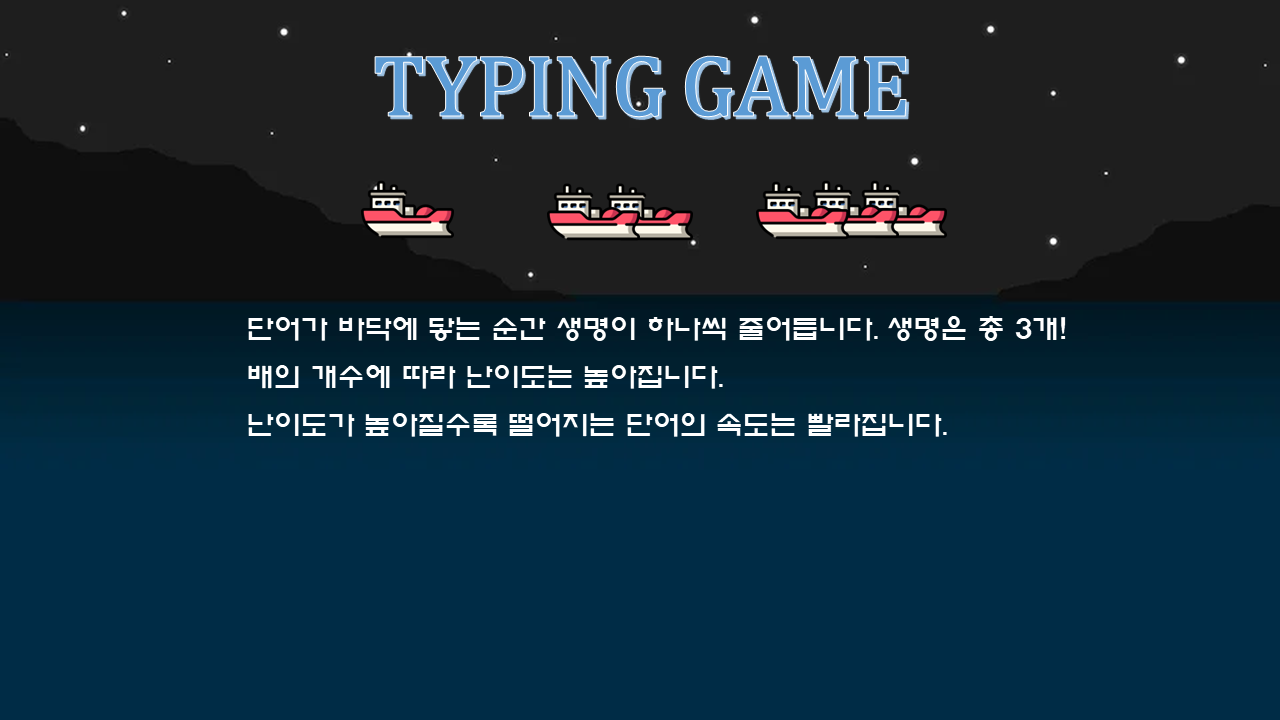 TYPING GAME
단어가 바닥에 닿는 순간 생명이 하나씩 줄어듭니다. 생명은 총 3개!
배의 개수에 따라 난이도는 높아집니다.
난이도가 높아질수록 떨어지는 단어의 속도는 빨라집니다.